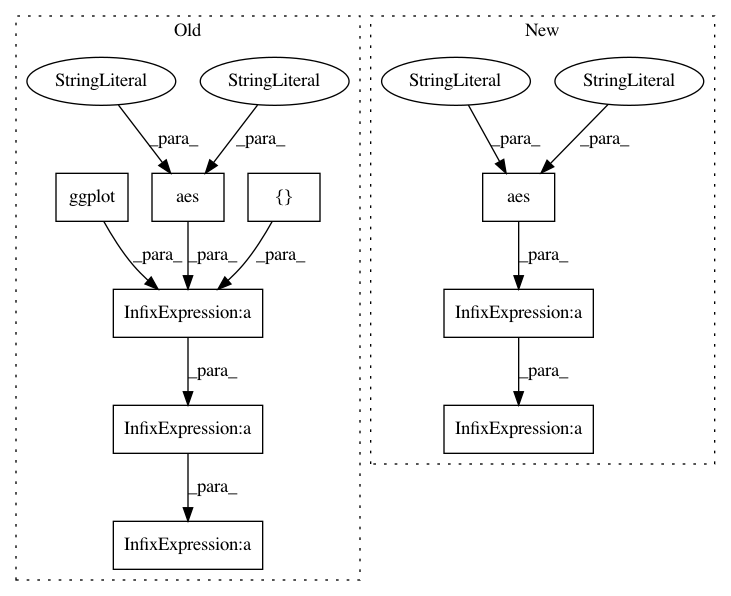 Old
New
StringLiteral
StringLiteral
StringLiteral
StringLiteral
_para_
_para_
_para_
_para_
ggplot
aes
{}
aes
_para_
_para_
_para_
_para_
InfixExpression:a
InfixExpression:a
_para_
_para_
InfixExpression:a
InfixExpression:a
_para_
InfixExpression:a